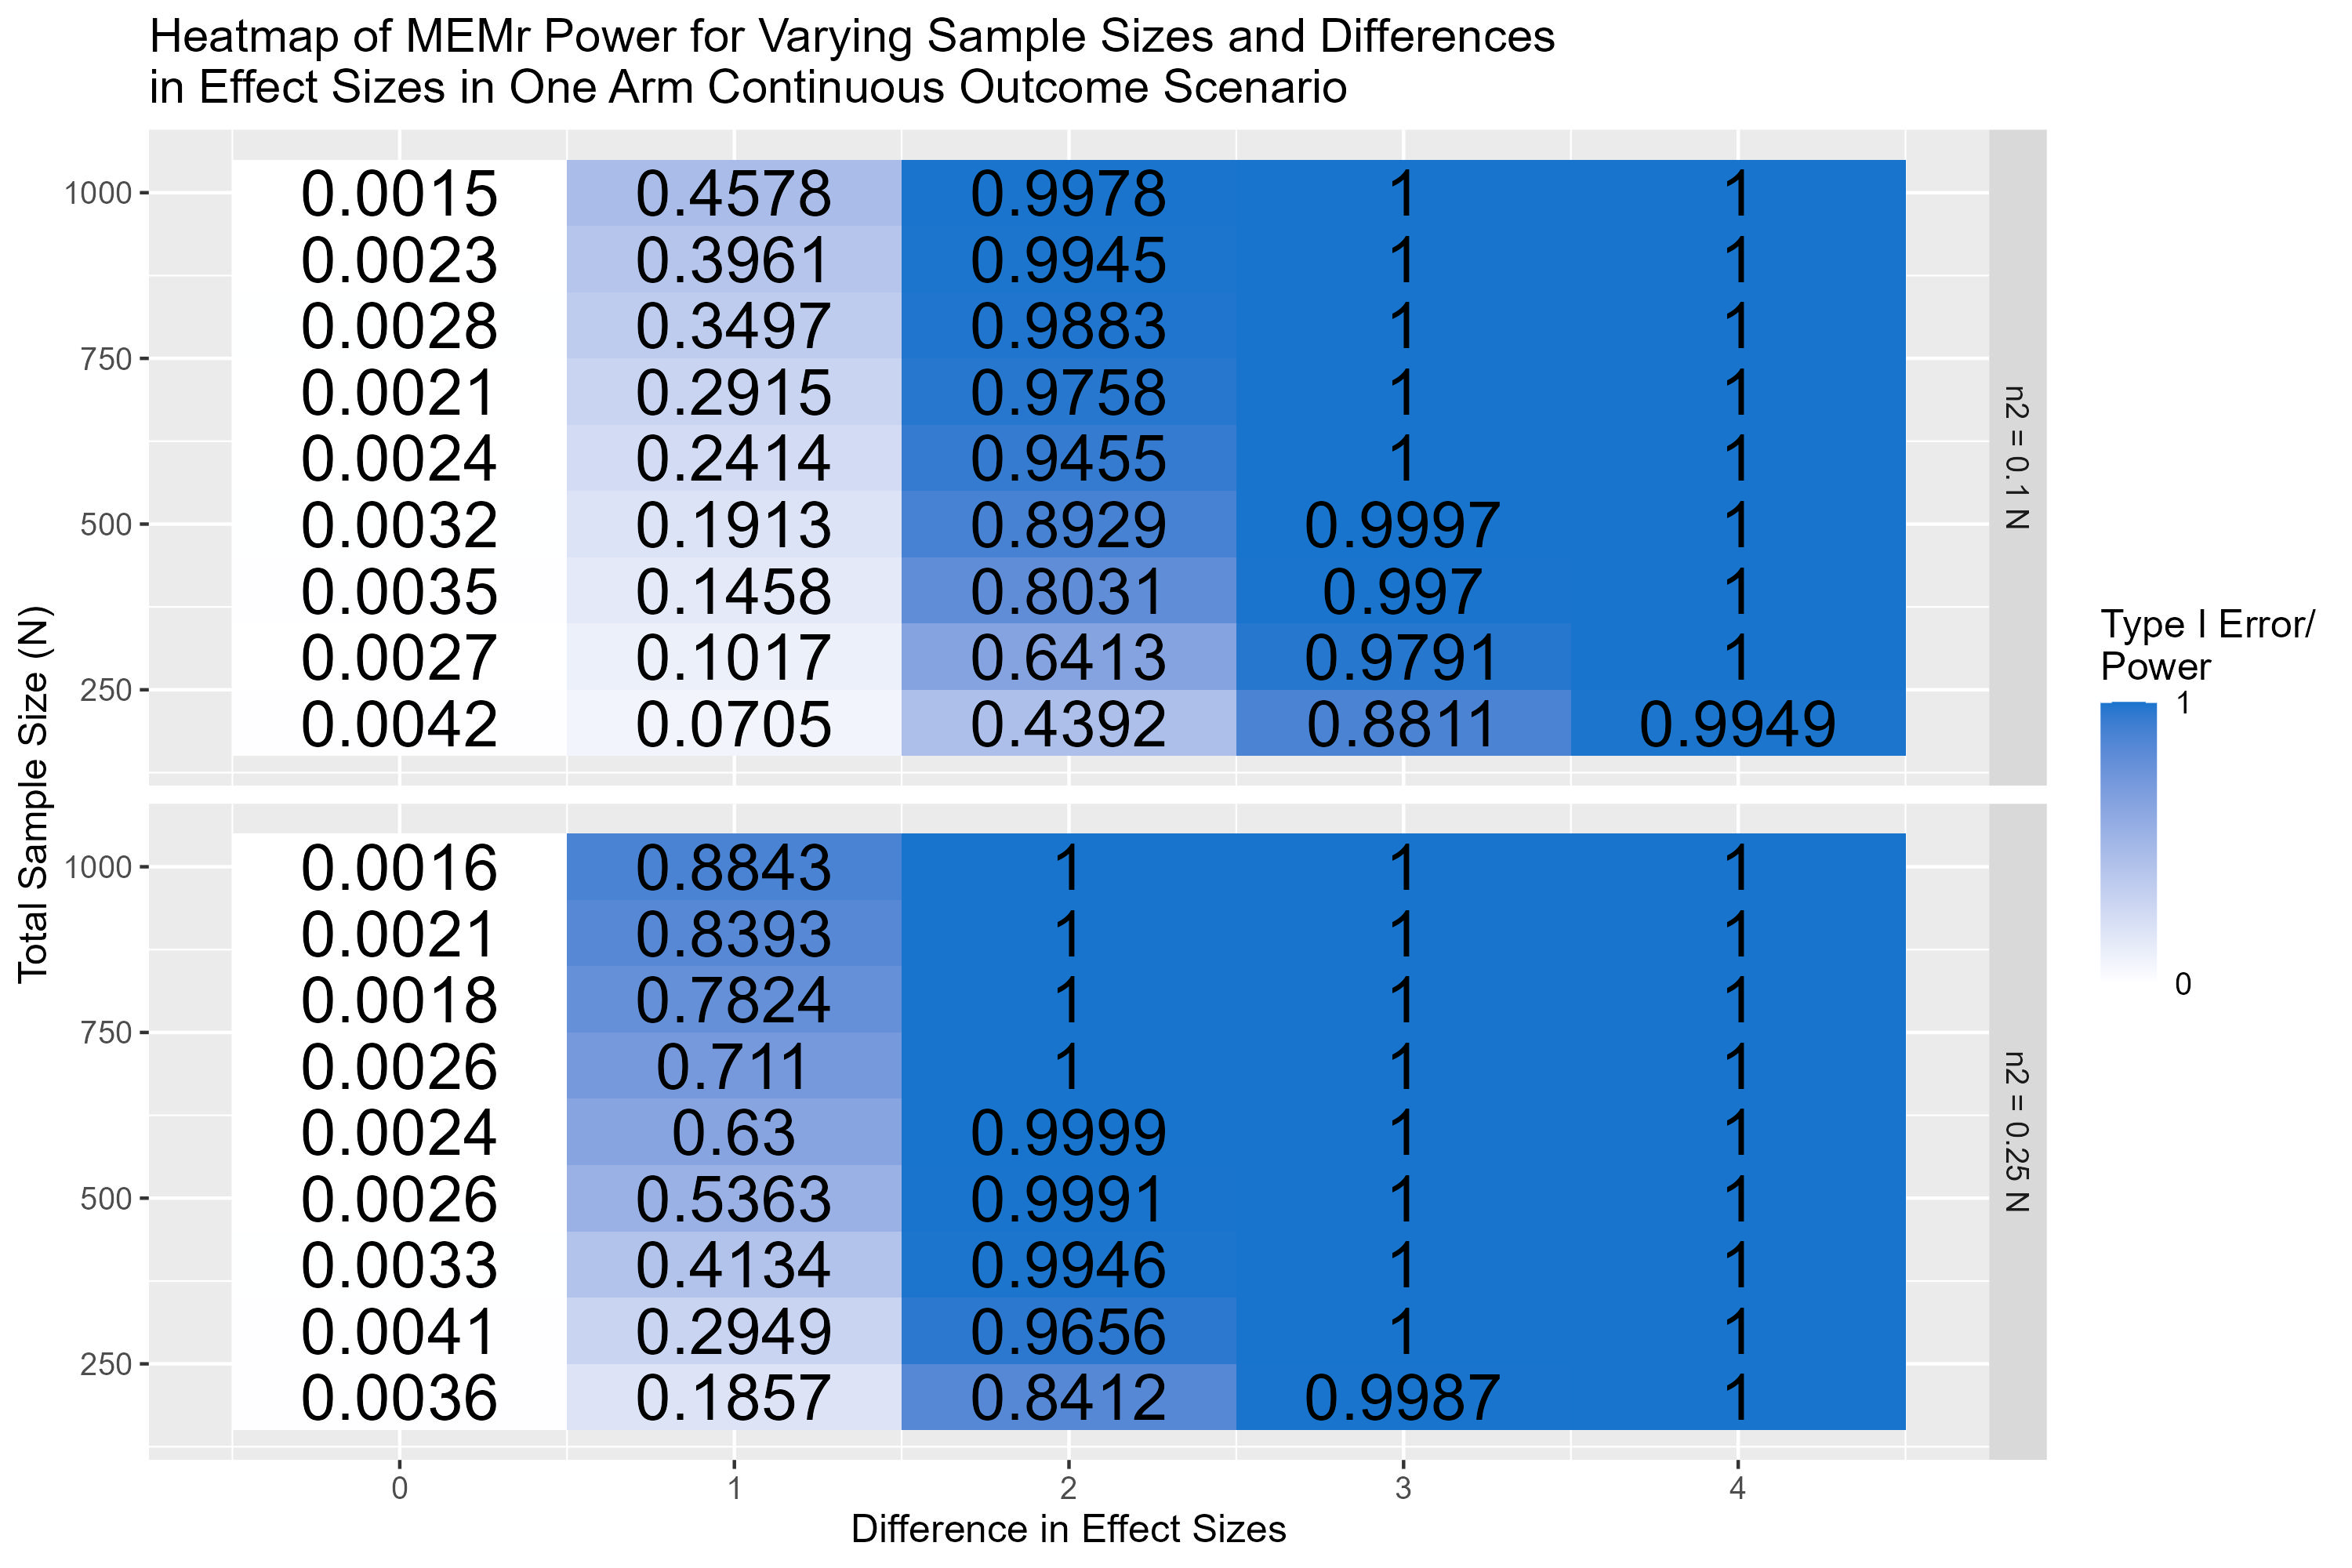 Heatmap of MEMr Power for Varying Sample Sizes and Differences
in Effect Sizes in One Arm Continuous Outcome Scenario
Total Sample Size (N)
1000
750
500
250
0.0015 0.4578 0.9978 1 1
0.0023 0.3961 0.9945 1 1
0.0028 0.3497 0.9883 1 1
0.0021 0.2915 0.9758 1 1
0.0024 0.2414 0.9455 1 1
0.0032 0.1913 0.8929 0.9997 1
0.0035 0.1458 0.8031 0.997 1
0.0027 0.1017 0.6413 0.9791 1
0.0042 0.0705 0.4392 0.8811 0.9949
n2 = 0.1 N
1000
750
500
250
0.0016 0.8843 1 1 1
0.0021 0.8393 1 1 1
0.0018 0.7824 1 1 1
0.0026 0.711 1 1 1
0.0024 0.63 0.9999 1 1
0.0026 0.5363 0.9991 1 1
0.0033 0.4134 0.9946 1 1
0.0041 0.2949 0.9656 1 1
0.0036 0.1857 0.8412 0.9987 1
n2 = 0.25 N
0 1 2 3 4
Difference in Effect Sizes
Type I Error/
Power
1
0